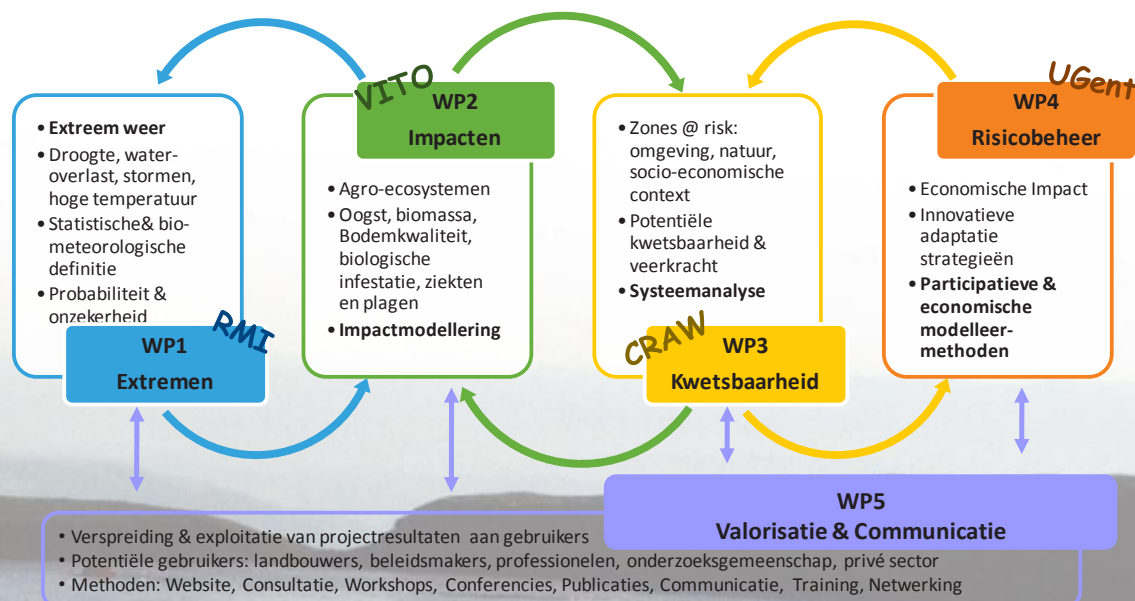 • Extreem weer
• Droogte, water-
overlast, stormen,
hoge temperatuur
• Statistische& bio-
meteorologische
definitie
• Probabiliteit &
onzekerheid
RMI
WP1
Extremen
VITO
WP2
Impacten
• Agro-ecosystemen
• Oogst, biomassa,
Bodemkwaliteit,
biologische
infestatie, ziekten
en plagen
• Impactmodellering
• Zones @ risk:
omgeving, natuur,
socio-economische
context
• Potentiële
kwetsbaarheid &
veerkracht
• Systeemanalyse
CRAW
WP3
Kwetsbaarheid
UGent
WP4
Risicobeheer
• Economische Impact
• Innovatieve
adaptatie
strategieën
• Participatieve &
economische
modelleer-
methoden
WP5
Valorisatie & Communicatie
• Verspreiding & exploitatie van projectresultaten aan gebruikers
• Potentiële gebruikers: landbouwers, beleidsmakers, professionelen, onderzoeksgemeenschap, privé sector
• Methoden: Website, Consultatie, Workshops, Conferencies, Publicaties, Communicatie, Training, Netwerking